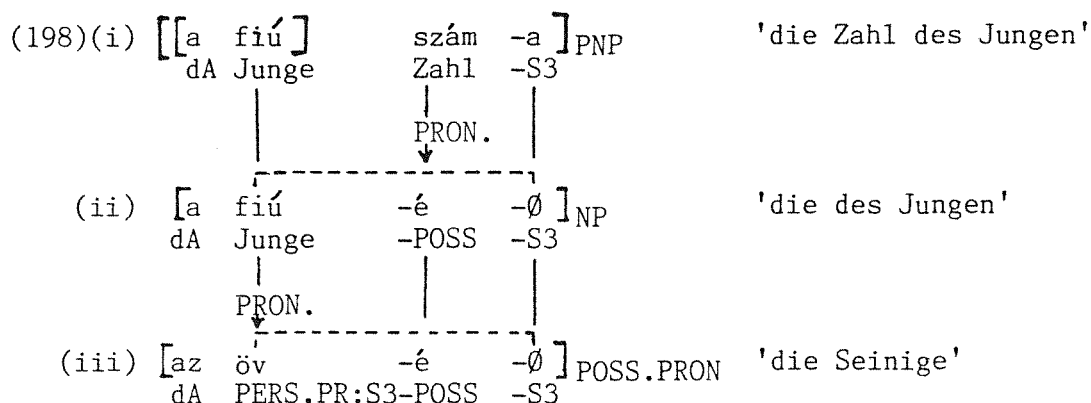 (198)(i) [[a fiú] szám -a]PNP 'die Zahl des Jungen'
dA Junge Zahl -S3
PRON.
(ii) [a fiú -é -Ø]NP 'die des Jungen'
dA Junge -POSS -S3
PRON.
(iii) [az öv -é -Ø]POSS.PRON 'die Seinige'
dA PERS.PR:S3-POSS -S3